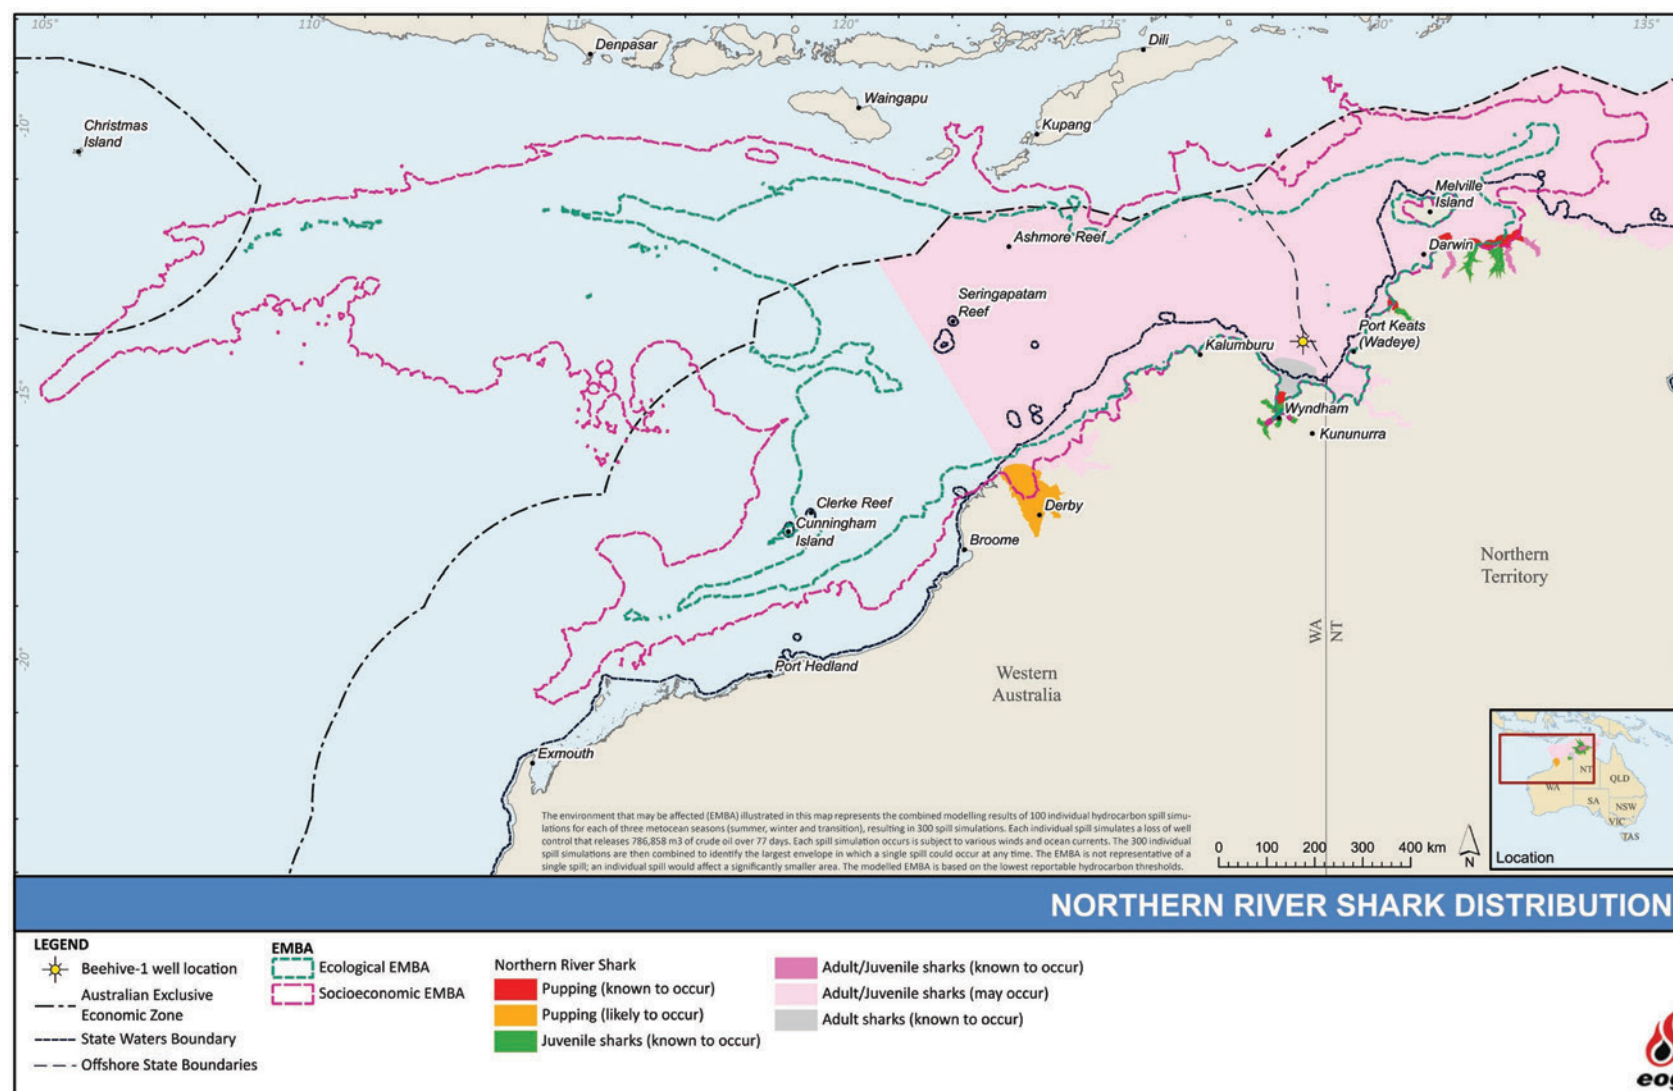 105°
110°
115°
120°
125°
130°
135°
-10°
-15°
-20°
Denpasar
Dili
Waingapu
Christmas
Island
Kupang
Melville
Island
Ashmore Reef
Darwin
Seringapatam
Reef
Port Keats
(Wadeye)
Kalumburu
Wyndham
Kununurra
Clerke Reef
Cunningham
Island
Derby
Broome
Northern
Territory
WA
NT
Port Hedland
Western
Australia
Exmouth
The environment that may be affected (EMBA) illustrated in this map represents the combined modelling results of 100 individual hydrocarbon spill simu-
lations for each of three metocean seasons (summer, winter and transition), resulting in 300 spill simulations. Each individual spill simulates a loss of well
control that releases 786,858 m3 of crude oil over 77 days. Each spill simulation occurs is subject to various winds and ocean currents. The 300 individual
spill simulations are then combined to identify the largest envelope in which a single spill could occur at any time. The EMBA is not representative of a
single spill; an individual spill would affect a significantly smaller area. The modelled EMBA is based on the lowest reportable hydrocarbon thresholds.
0 100 200 300 400 km
N
NT
QLD
WA
SA
NSW
VIC
TAS
Location
NORTHERN RIVER SHARK DISTRIBUTION
LEGEND
Beehive-1 well location
Australian Exclusive
Economic Zone
State Waters Boundary
Offshore State Boundaries
EMBA
Ecological EMBA
Socioeconomic EMBA
Northern River Shark
Pupping (known to occur)
Pupping (likely to occur)
Juvenile sharks (known to occur)
Adult/Juvenile sharks (known to occur)
Adult/Juvenile sharks (may occur)
Adult sharks (known to occur)
eog